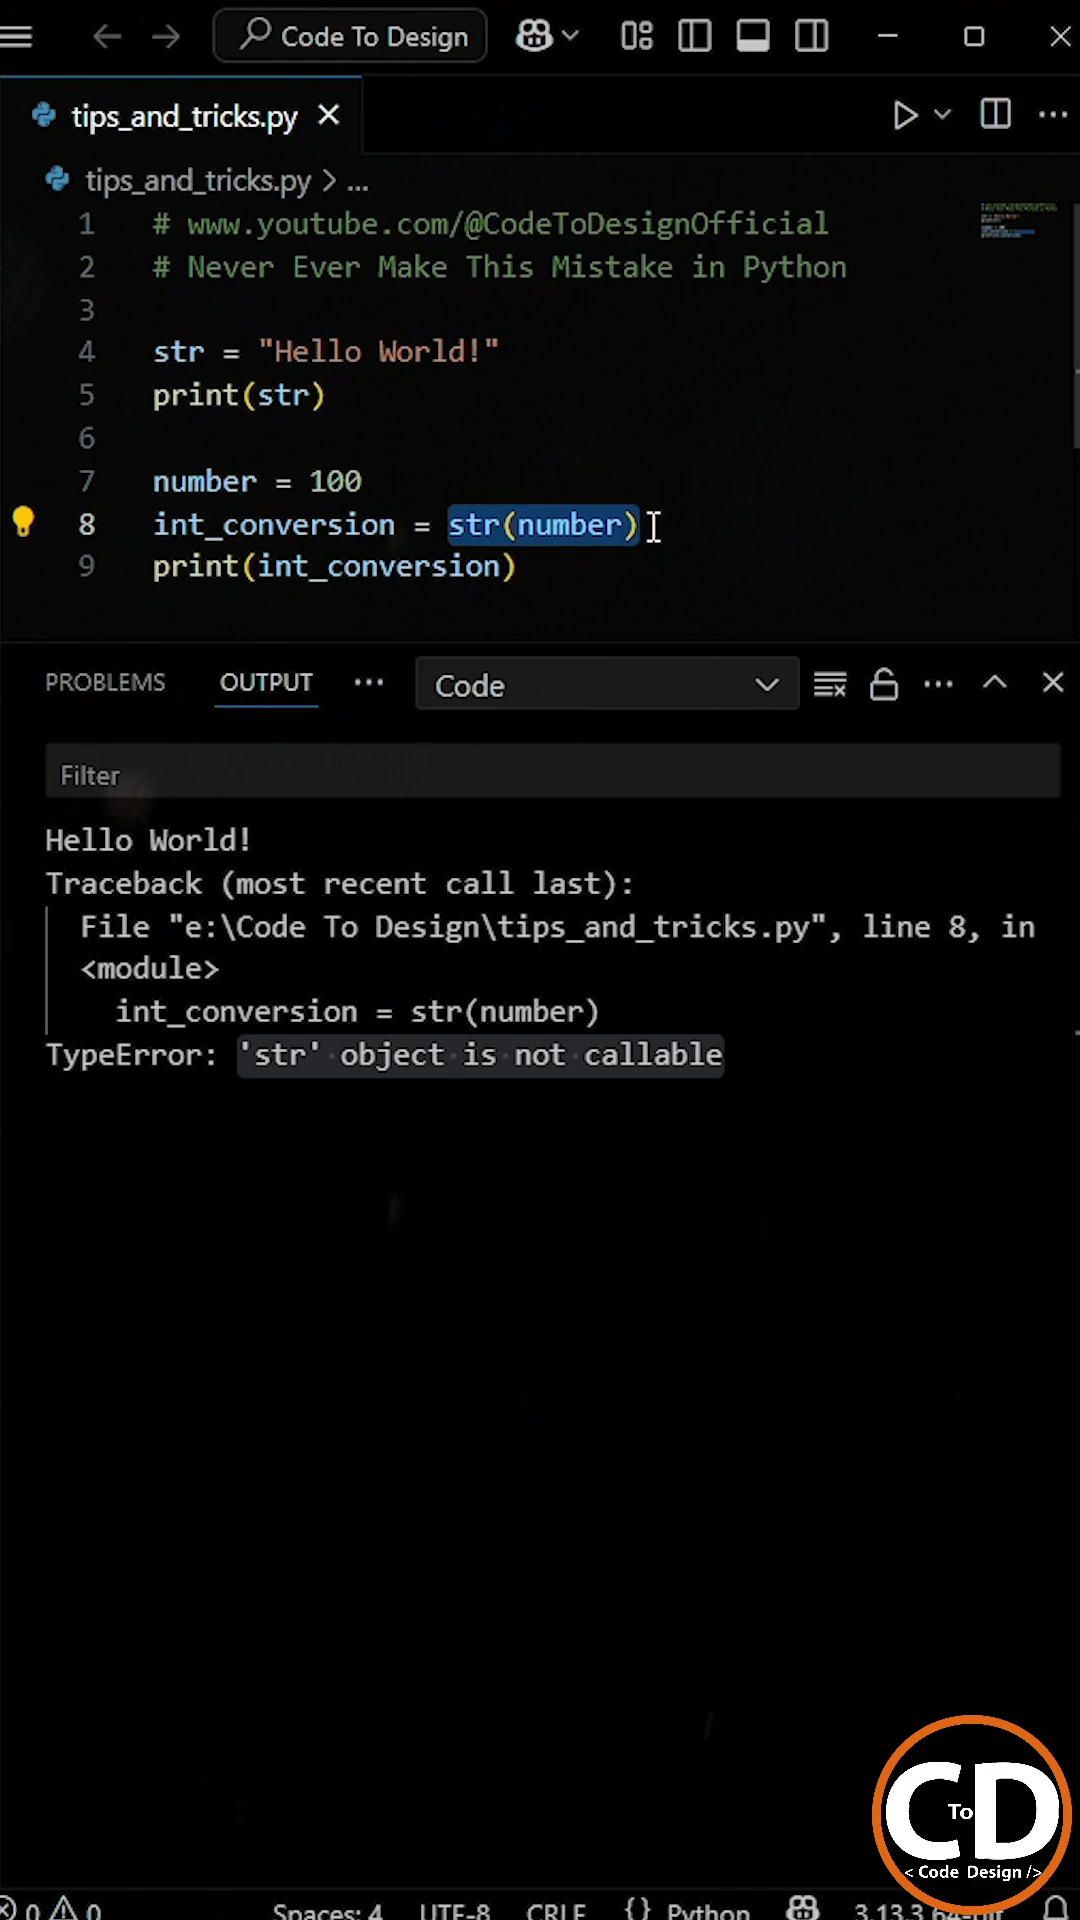 Code To Design
tips_and_tricks.py
tips_and_tricks.py > ...
1 # www.youtube.com/@CodeToDesignOfficial
2 # Never Ever Make This Mistake in Python
3
4 str = "Hello World!"
5 print(str)
6
7 number = 100
8 int_conversion = str(number)
9 print(int_conversion)
PROBLEMS OUTPUT ... Code
Filter
Hello World!
Traceback (most recent call last):
File "e:\Code To Design\tips_and_tricks.py", line 8, in
<module>
int_conversion = str(number)
TypeError: 'str' object is not callable
C To D
< Code Design />
0 0 Spaces: 4 UTF-8 CRLF {} Python 3.13.3 64-bit